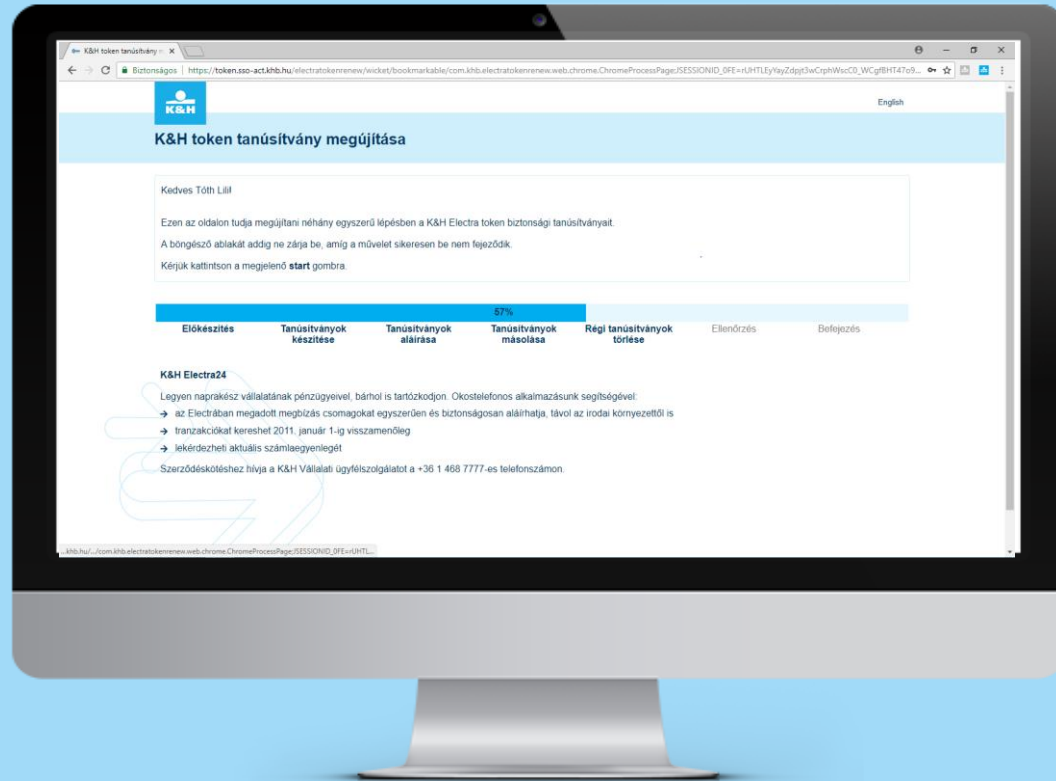 K&H token tanúsítvány m
Biztonságos https://token.sso-act.khb.hu/electratokenrenew/wicket/bookmarkable/com.khb.electratokenrenew.web.chrome.ChromeProcessPage;JSESSIONID_0FE=
K&H
English
K&H token tanúsítvány megújítása
Kedves Tóth Lili!
Ezen az oldalon tudja megújítani néhány egyszerű lépésben a K&H Electra token biztonsági tanúsítványait.
A böngésző ablakát addig ne zárja be, amíg a művelet sikeresen be nem fejeződik.
Kérjük kattintson a megjelenő start gombra.
57%
Előkészítés
Tanúsítványok
készítése
Tanúsítványok
aláírása
Tanúsítványok
másolása
Régi tanúsítványok
törlése
Ellenőrzés
Befejezés
K&H Electra24
Legyen naprakész vállalatának pénzügyeivel, bárhol is tartózkodjon. Okostelefonos alkalmazásunk segítségével:
→ az Electrában megadott megbízás csomagokat egyszerűen és biztonságosan aláírhatja, távol az irodai környezettől is
→ tranzakciókat kereshet 2011. január 1-ig visszamenőleg
→ lekérdezheti aktuális számlaegyenlegét
Szerződéskötéshez hívja a K&H Vállalati ügyfélszolgálatot a +36 1 468 7777-es telefonszámon.
...khb.hu/.../com.khb.electratokenrenew.web.chrome.ChromeProcessPage;JSESSIONID_0FE=rUHTL...